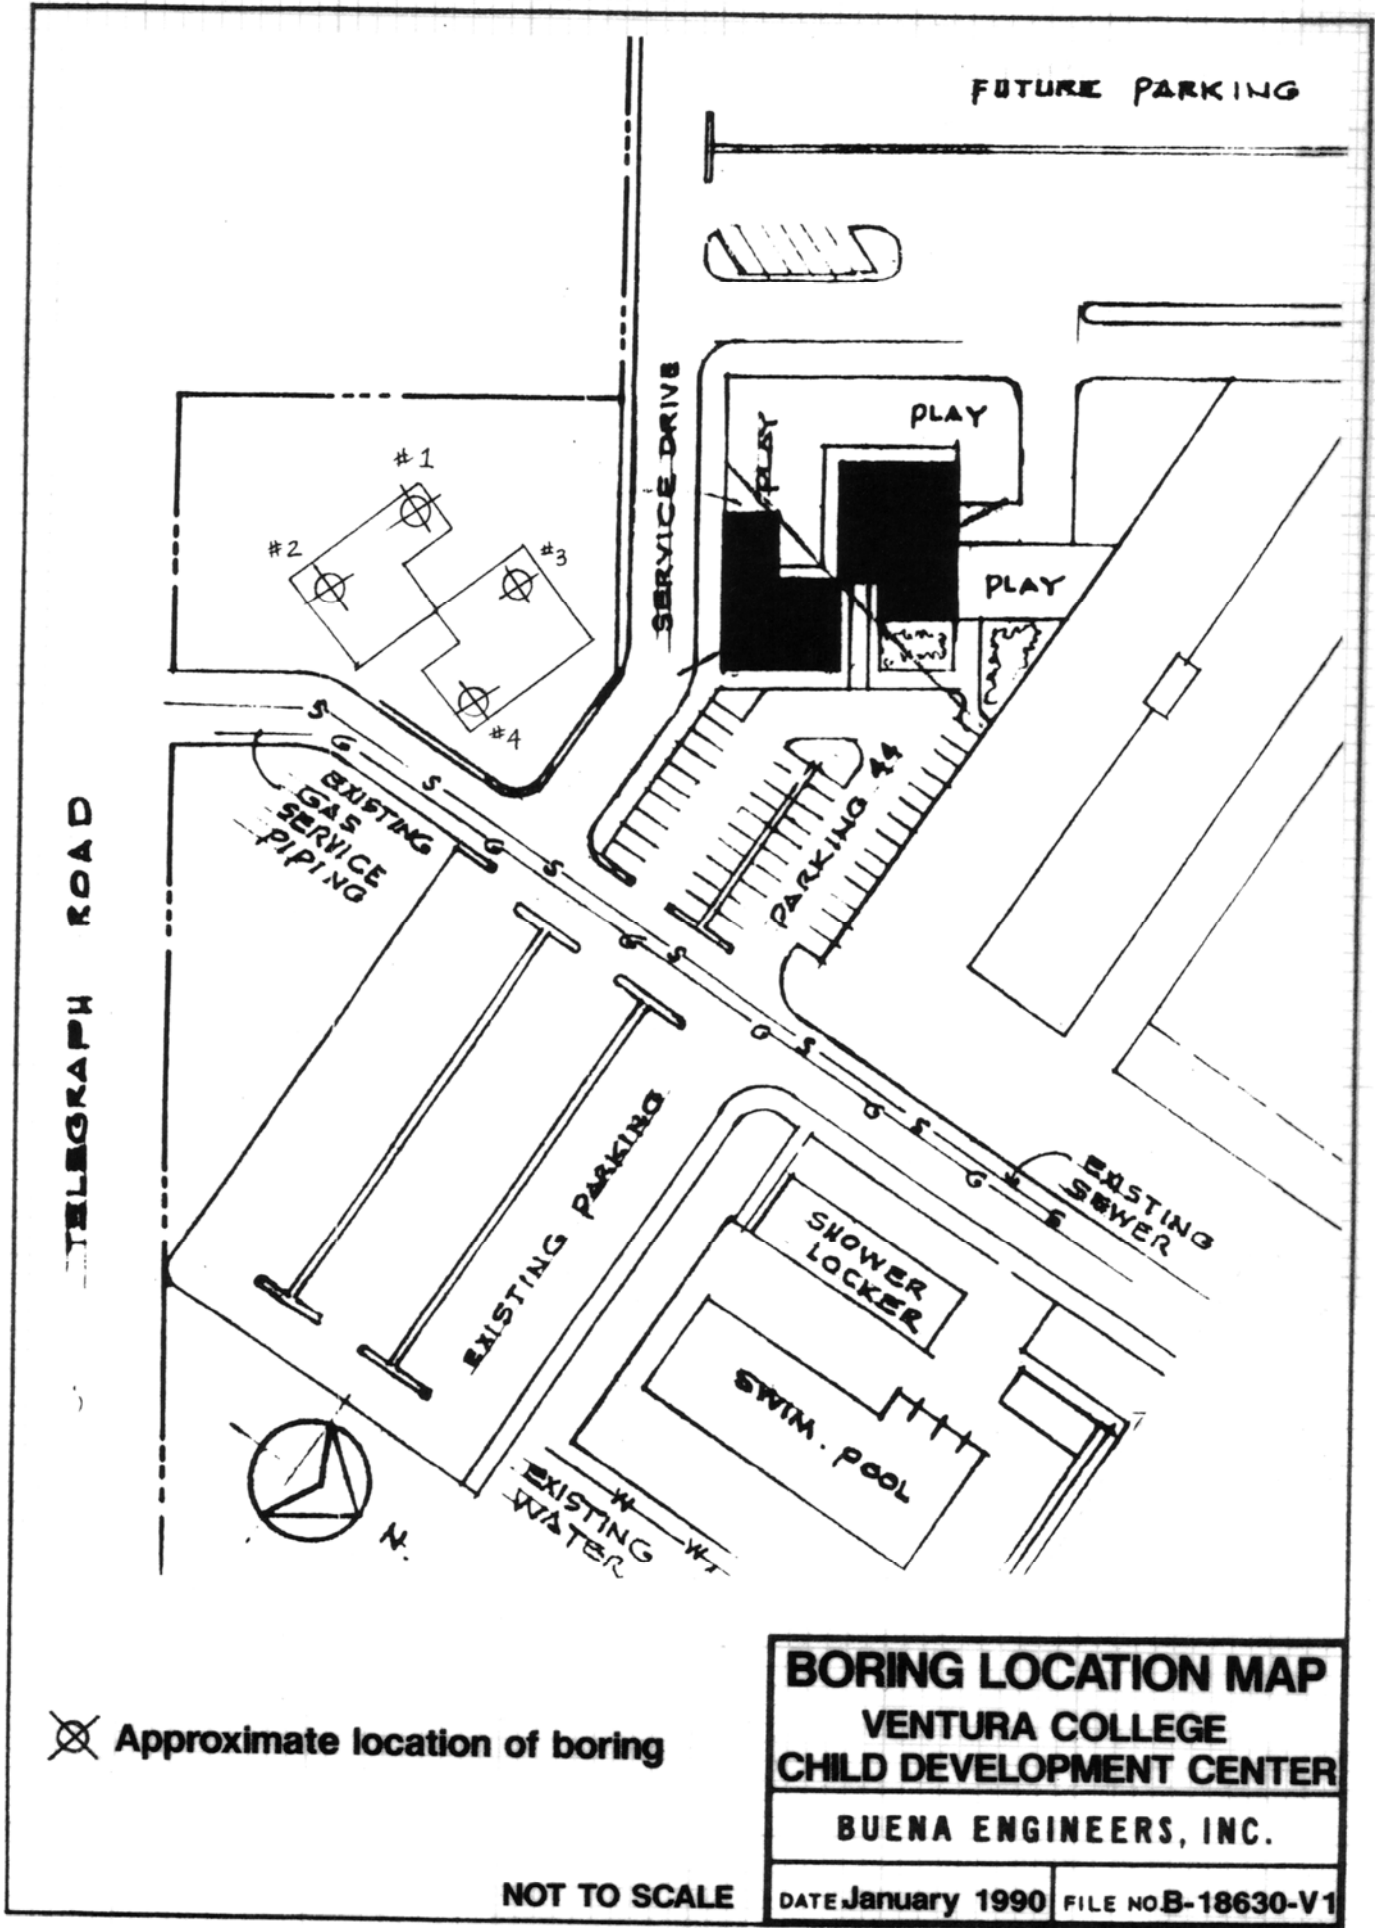 FUTURE PARKING
SERVICE DRIVE
PLAY
PLAY
PLAY
#1
#2
#3
#4
S
G
S
G
S
G
S
G
S
G
S
G
S
S
EXISTING
GAS
SERVICE
PIPING
PARKING 44
TELEGRAPH ROAD
EXISTING PARKING
EXISTING
SEWER
SHOWER
LOCKER
SWIM. POOL
EXISTING
WATER
W
W
N.
BORING LOCATION MAP
VENTURA COLLEGE
CHILD DEVELOPMENT CENTER
Approximate location of boring
BUENA ENGINEERS, INC.
NOT TO SCALE
DATE January 1990
FILE NO. B-18630-V1